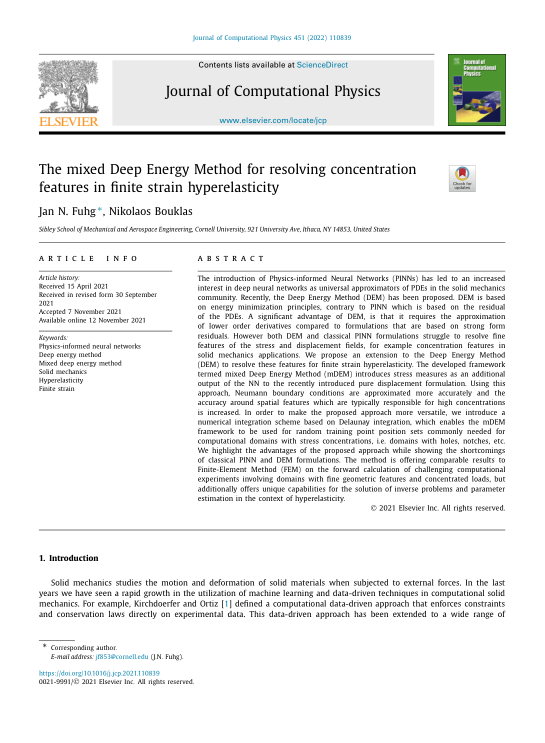 Journal of Computational Physics 451 (2022) 110839
Contents lists available at ScienceDirect
Journal of Computational Physics
www.elsevier.com/locate/jcp
ELSEVIER
Journal of
Computational
Physics
The mixed Deep Energy Method for resolving concentration
features in finite strain hyperelasticity
Check for
updates
Jan N. Fuhg *, Nikolaos Bouklas
Sibley School of Mechanical and Aerospace Engineering, Cornell University, 921 University Ave, Ithaca, NY 14853, United States
ARTICLE INFO
Article history:
Received 15 April 2021
Received in revised form 30 September
2021
Accepted 7 November 2021
Available online 12 November 2021
Keywords:
Physics-informed neural networks
Deep energy method
Mixed deep energy method
Solid mechanics
Hyperelasticity
Finite strain
ABSTRACT
The introduction of Physics-informed Neural Networks (PINNs) has led to an increased
interest in deep neural networks as universal approximators of PDEs in the solid mechanics
community. Recently, the Deep Energy Method (DEM) has been proposed. DEM is based
on energy minimization principles, contrary to PINN which is based on the residual
of the PDEs. A significant advantage of DEM, is that it requires the approximation
of lower order derivatives compared to formulations that are based on strong form
residuals. However both DEM and classical PINN formulations struggle to resolve fine
features of the stress and displacement fields, for example concentration features in
solid mechanics applications. We propose an extension to the Deep Energy Method
(DEM) to resolve these features for finite strain hyperelasticity. The developed framework
termed mixed Deep Energy Method (mDEM) introduces stress measures as an additional
output of the NN to the recently introduced pure displacement formulation. Using this
approach, Neumann boundary conditions are approximated more accurately and the
accuracy around spatial features which are typically responsible for high concentrations
is increased. In order to make the proposed approach more versatile, we introduce a
numerical integration scheme based on Delaunay integration, which enables the mDEM
framework to be used for random training point position sets commonly needed for
computational domains with stress concentrations, i.e. domains with holes, notches, etc.
We highlight the advantages of the proposed approach while showing the shortcomings
of classical PINN and DEM formulations. The method is offering comparable results to
Finite-Element Method (FEM) on the forward calculation of challenging computational
experiments involving domains with fine geometric features and concentrated loads, but
additionally offers unique capabilities for the solution of inverse problems and parameter
estimation in the context of hyperelasticity.
© 2021 Elsevier Inc. All rights reserved.
1. Introduction
Solid mechanics studies the motion and deformation of solid materials when subjected to external forces. In the last
years we have seen a rapid growth in the utilization of machine learning and data-driven techniques in computational solid
mechanics. For example, Kirchdoerfer and Ortiz [1] defined a computational data-driven approach that enforces constraints
and conservation laws directly on experimental data. This data-driven approach has been extended to a wide range of
* Corresponding author.
E-mail address: jf853@cornell.edu (J.N. Fuhg).
https://doi.org/10.1016/j.jcp.2021.110839
0021-9991/© 2021 Elsevier Inc. All rights reserved.